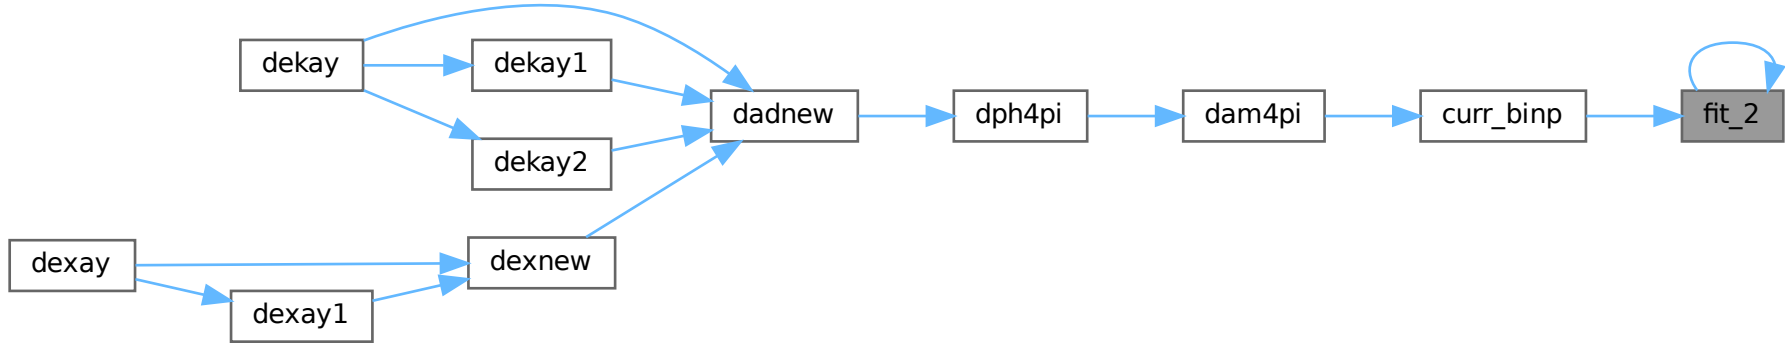 dekay
dekay1
dadnew
dph4pi
dam4pi
curr_binp
fit_2
dekay2
dexay
dexnew
dexay1